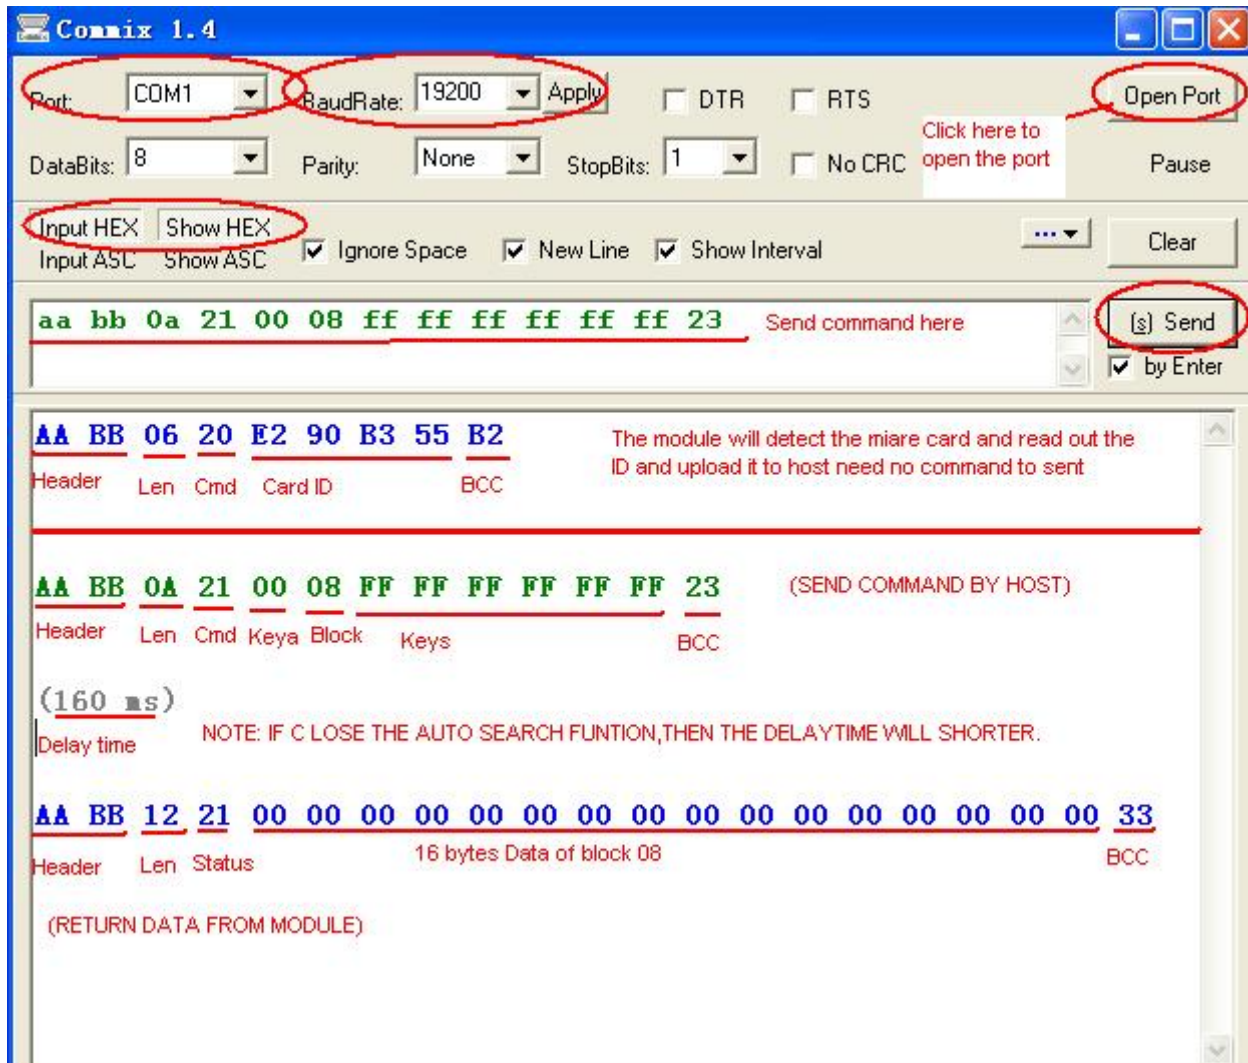 Commix 1.4
Port: COM1 BaudRate: 19200 Apply DTR RTS Open Port
Click here to
open the port
DataBits: 8 Parity: None StopBits: 1 No CRC Pause
Input HEX Show HEX
Input ASC Show ASC Ignore Space New Line Show Interval ... Clear
aa bb 0a 21 00 08 ff ff ff ff ff ff 23 Send command here (s) Send
by Enter
AA BB 06 20 E2 90 B3 55 B2 The module will detect the miare card and read out the
Header Len Cmd Card ID BCC ID and upload it to host need no command to sent
AA BB 0A 21 00 08 FF FF FF FF FF FF 23 (SEND COMMAND BY HOST)
Header Len Cmd Keya Block Keys BCC
(160 ms)
Delay time NOTE: IF C LOSE THE AUTO SEARCH FUNTION,THEN THE DELAYTIME WILL SHORTER.
AA BB 12 21 00 00 00 00 00 00 00 00 00 00 00 00 00 00 00 00 33
Header Len Status 16 bytes Data of block 08 BCC
(RETURN DATA FROM MODULE)